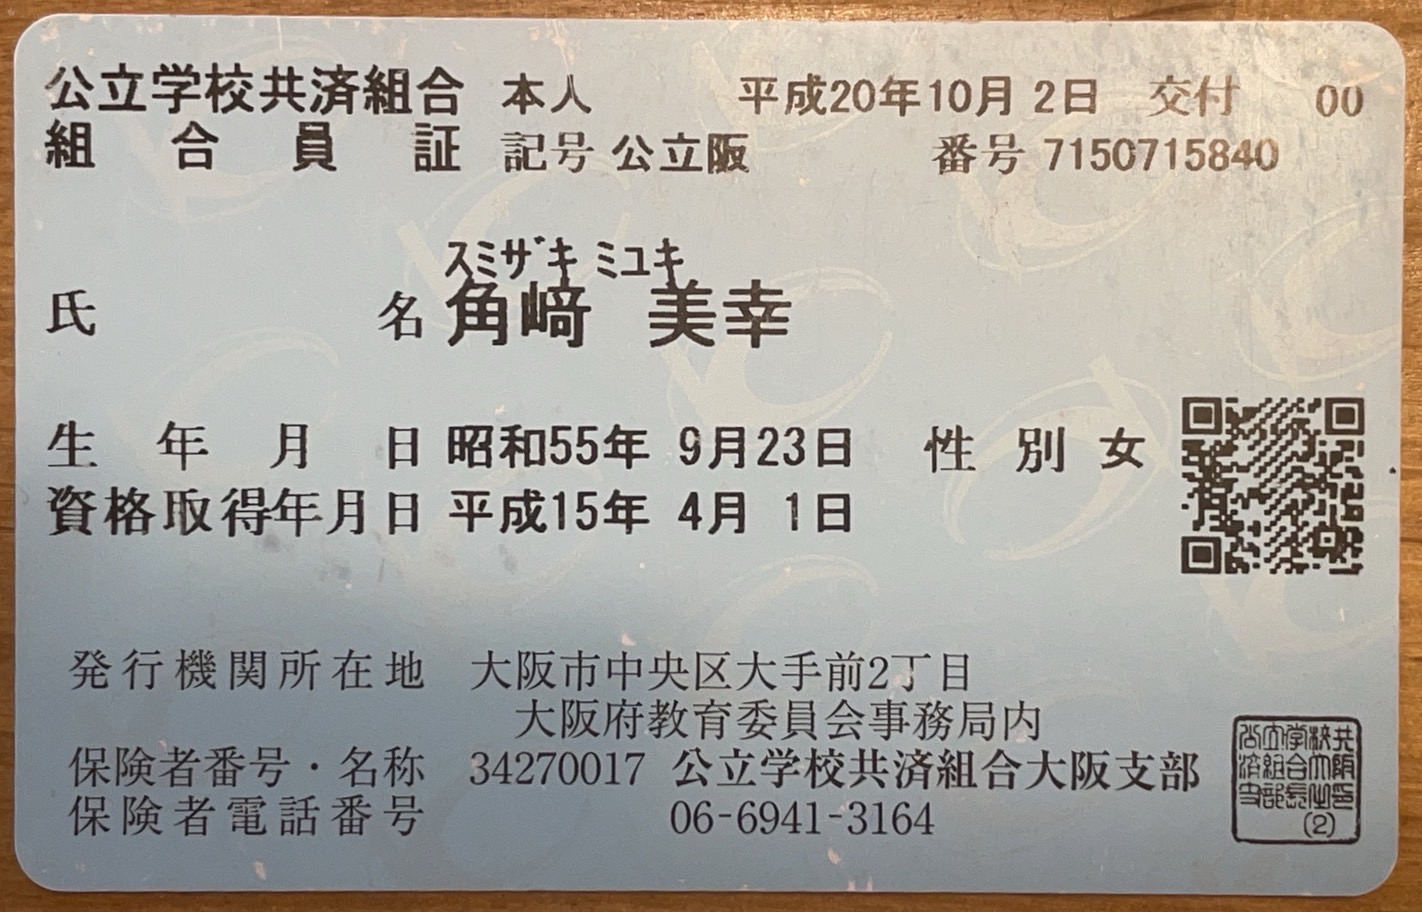 公立学校共済組合 本人 平成20年10月 2日 交付 00
組合員証 記号 公立阪 番号 7150715840
スミザキ ミユキ
氏名 角﨑 美幸
生年月日 昭和55年 9月23日 性別 女
資格取得年月日 平成15年 4月 1日
発行機関所在地 大阪市中央区大手前2丁目
大阪府教育委員会事務局内
保険者番号・名称 34270017 公立学校共済組合大阪支部
保険者電話番号 06-6941-3164
(2)